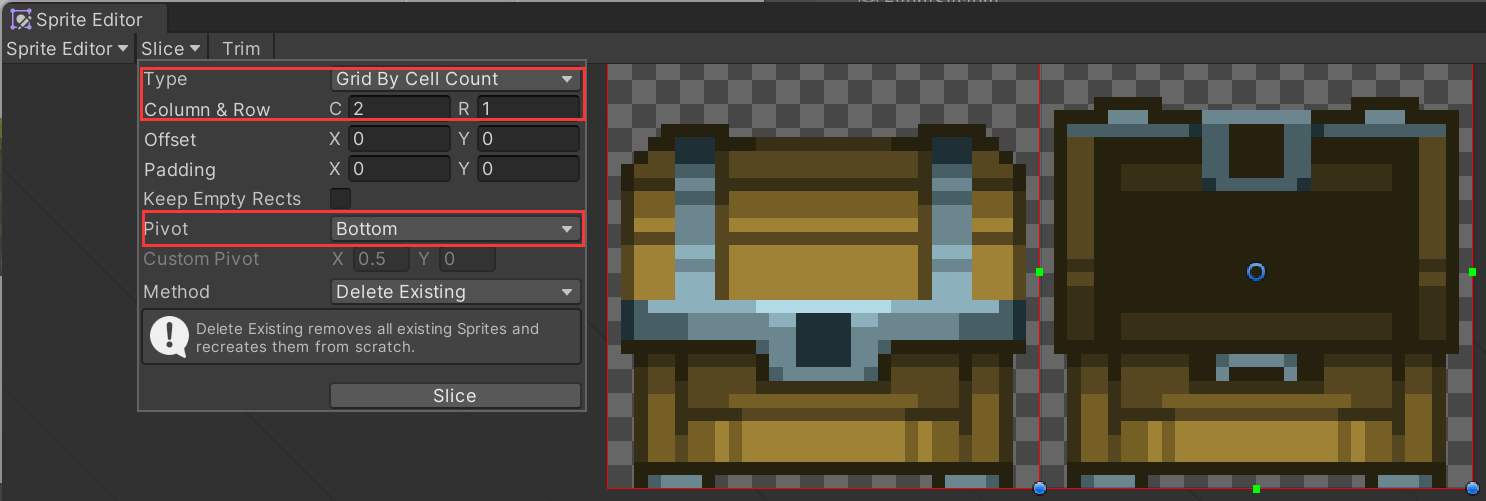 Sprite Editor
Sprite Editor Slice Trim
Type Grid By Cell Count
Column & Row C 2 R 1
Offset X 0 Y 0
Padding X 0 Y 0
Keep Empty Rects
Pivot Bottom
Custom Pivot X 0.5 Y 0
Method Delete Existing
Delete Existing removes all existing Sprites and
recreates them from scratch.
Slice